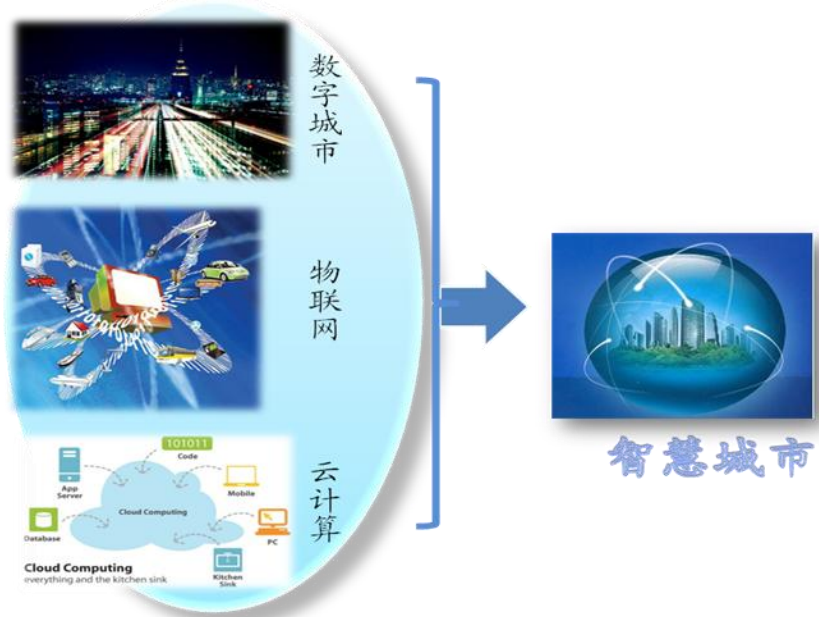 数字城市
物联网
云计算
101011
Code
App
Server
Mobile
Cloud Computing
Database
PC
Kitchen
Sink
Cloud Computing
everything and the kitchen sink
智慧城市